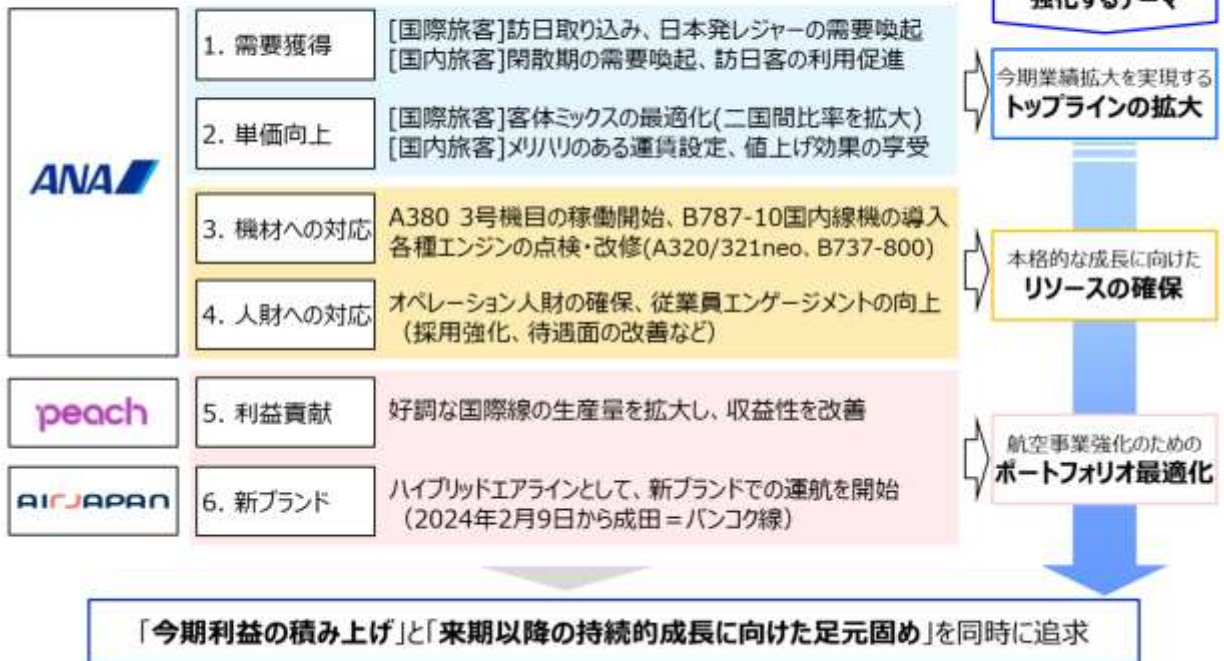 強化するテーマ
ANA
1. 需要獲得
[国際旅客]訪日取り込み、日本発レジャーの需要喚起
[国内旅客]閑散期の需要喚起、訪日客の利用促進
今期業績拡大を実現する
トップラインの拡大
2. 単価向上
[国際旅客]客体ミックスの最適化(二国間比率を拡大)
[国内旅客]メリハリのある運賃設定、値上げ効果の享受
3. 機材への対応
A380 3号機目の稼働開始、B787-10国内線機の導入
各種エンジンの点検・改修(A320/321neo、B737-800)
本格的な成長に向けた
リソースの確保
4. 人財への対応
オペレーション人財の確保、従業員エンゲージメントの向上
（採用強化、待遇面の改善など）
peach
5. 利益貢献
好調な国際線の生産量を拡大し、収益性を改善
航空事業強化のための
ポートフォリオ最適化
AIRJAPAN
6. 新ブランド
ハイブリッドエアラインとして、新ブランドでの運航を開始
（2024年2月9日から成田＝バンコク線）
「今期利益の積み上げ」と「来期以降の持続的成長に向けた足元固め」を同時に追求